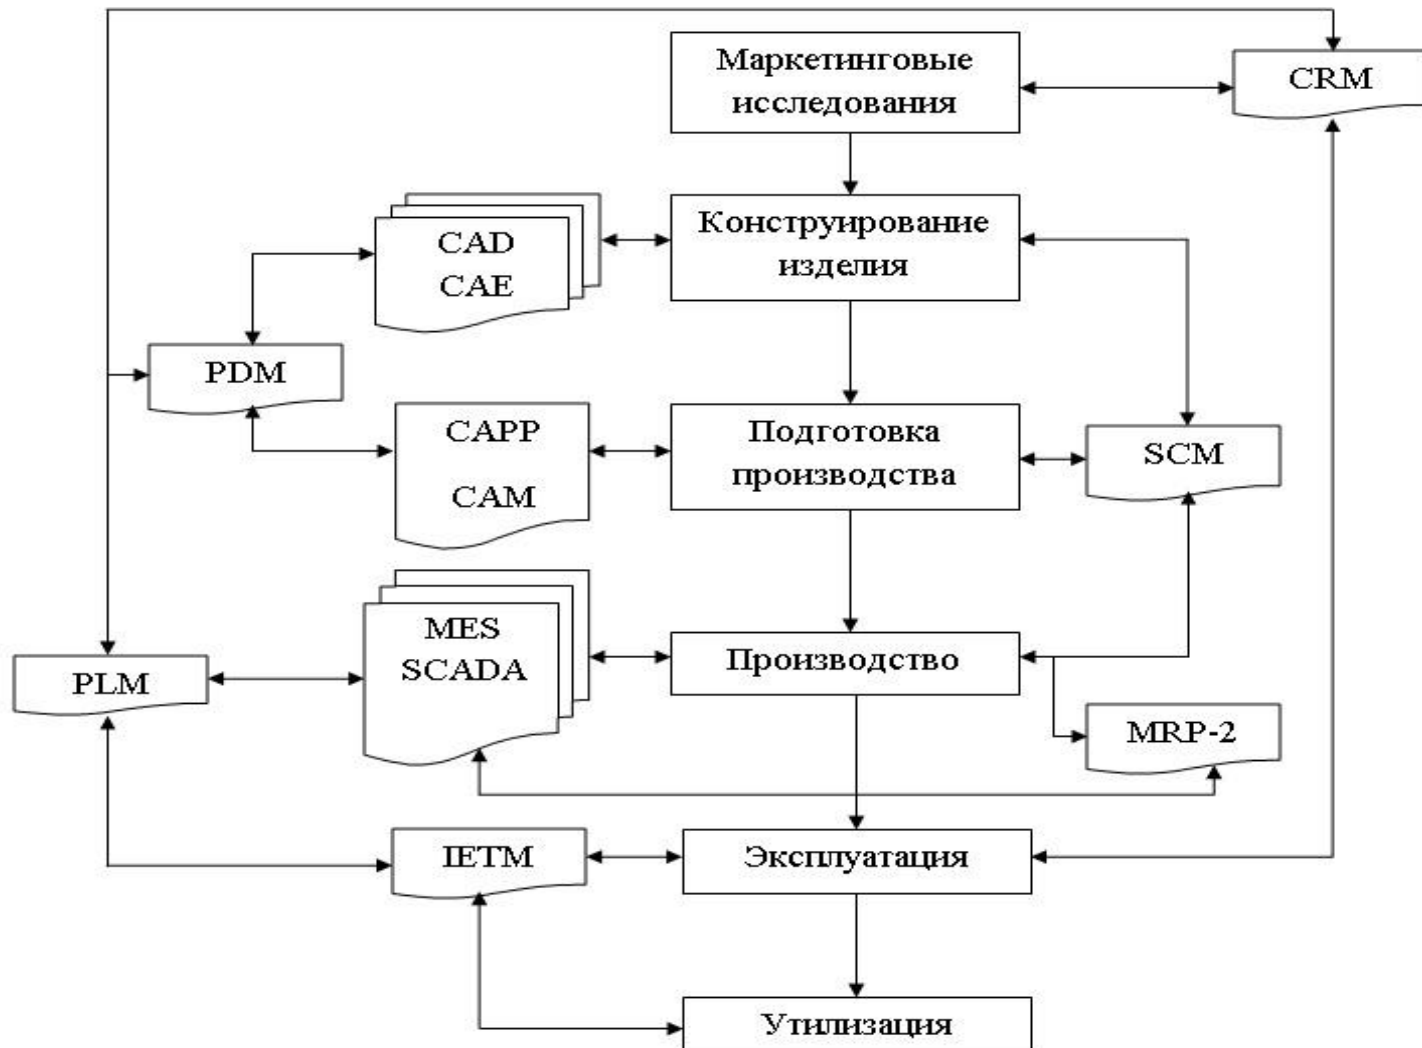 Маркетинговые
исследования
CRM
Конструирование
изделия
CAD
CAE
PDM
CAPP
CAM
Подготовка
производства
SCM
MES
SCADA
Производство
PLM
MRP-2
IETM
Эксплуатация
Утилизация